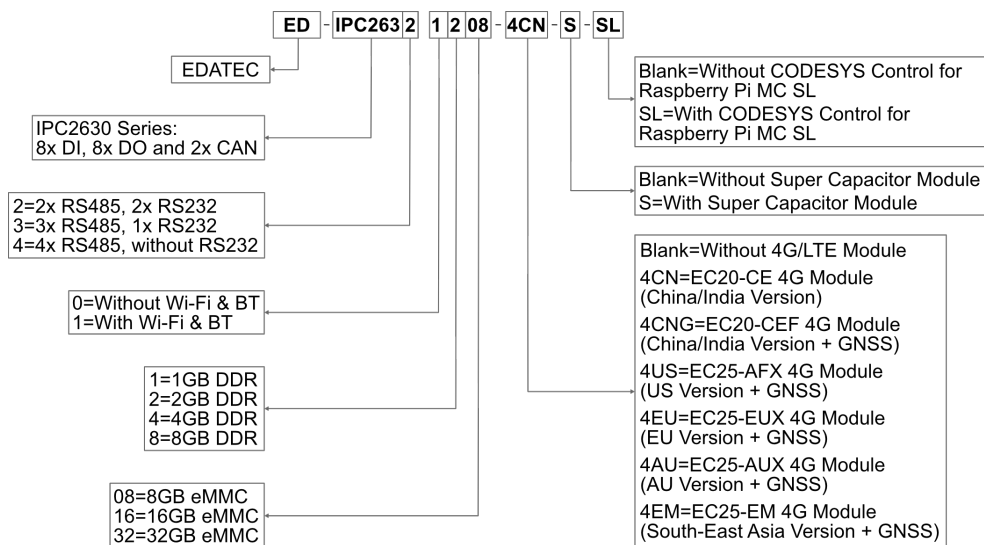 ED - IPC263 2 1 2 08 - 4CN - S - SL
EDATEC
IPC2630 Series:
8x DI, 8x DO and 2x CAN
2=2x RS485, 2x RS232
3=3x RS485, 1x RS232
4=4x RS485, without RS232
0=Without Wi-Fi & BT
1=With Wi-Fi & BT
1=1GB DDR
2=2GB DDR
4=4GB DDR
8=8GB DDR
08=8GB eMMC
16=16GB eMMC
32=32GB eMMC
Blank=Without CODESYS Control for
Raspberry Pi MC SL
SL=With CODESYS Control for
Raspberry Pi MC SL
Blank=Without Super Capacitor Module
S=With Super Capacitor Module
Blank=Without 4G/LTE Module
4CN=EC20-CE 4G Module
(China/India Version)
4CNG=EC20-CEF 4G Module
(China/India Version + GNSS)
4US=EC25-AFX 4G Module
(US Version + GNSS)
4EU=EC25-EUX 4G Module
(EU Version + GNSS)
4AU=EC25-AUX 4G Module
(AU Version + GNSS)
4EM=EC25-EM 4G Module
(South-East Asia Version + GNSS)